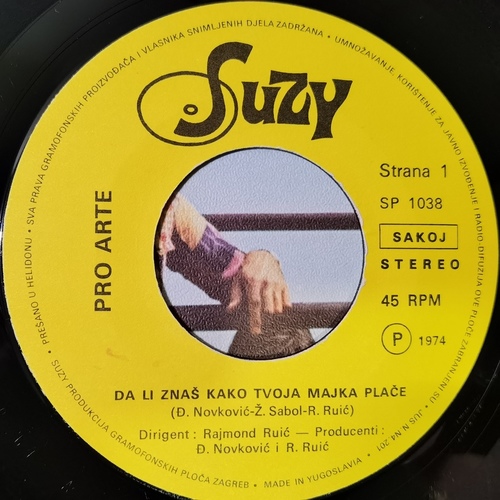 SUZY
Strana 1
SP 1038
SAKOJ
STEREO
45 RPM
P 1974
PRO ARTE
DA LI ZNAŠ KAKO TVOJA MAJKA PLAČE
(Đ. Novković-Ž. Sabol-R. Ruić)
Dirigent: Rajmond Ruić — Producenti:
Đ. Novković i R. Ruić
SUZY PRODUKCIJA GRAMOFONSKIH PLOČA ZAGREB • MADE IN YUGOSLAVIA • JUS N. N4. 201
PREŠANO U HELIDONU • SVA PRAVA GRAMOFONSKIH PROIZVOĐAČA I VLASNIKA SNIMLJENIH DJELA ZADRŽANA • UMNOŽAVANJE, KORIŠTENJE ZA JAVNO IZVOĐENJE I RADIO-DIFUZIJA OVE PLOČE ZABRANJENI SU